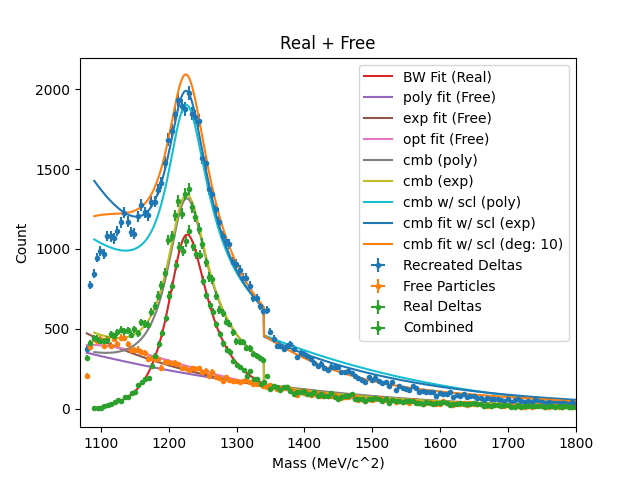 Real + Free
2000
1500
1000
500
0
Count
BW Fit (Real)
poly fit (Free)
exp fit (Free)
opt fit (Free)
cmb (poly)
cmb (exp)
cmb w/ scl (poly)
cmb fit w/ scl (exp)
cmb fit w/ scl (deg: 10)
Recreated Deltas
Free Particles
Real Deltas
Combined
1100 1200 1300 1400 1500 1600 1700 1800
Mass (MeV/c^2)